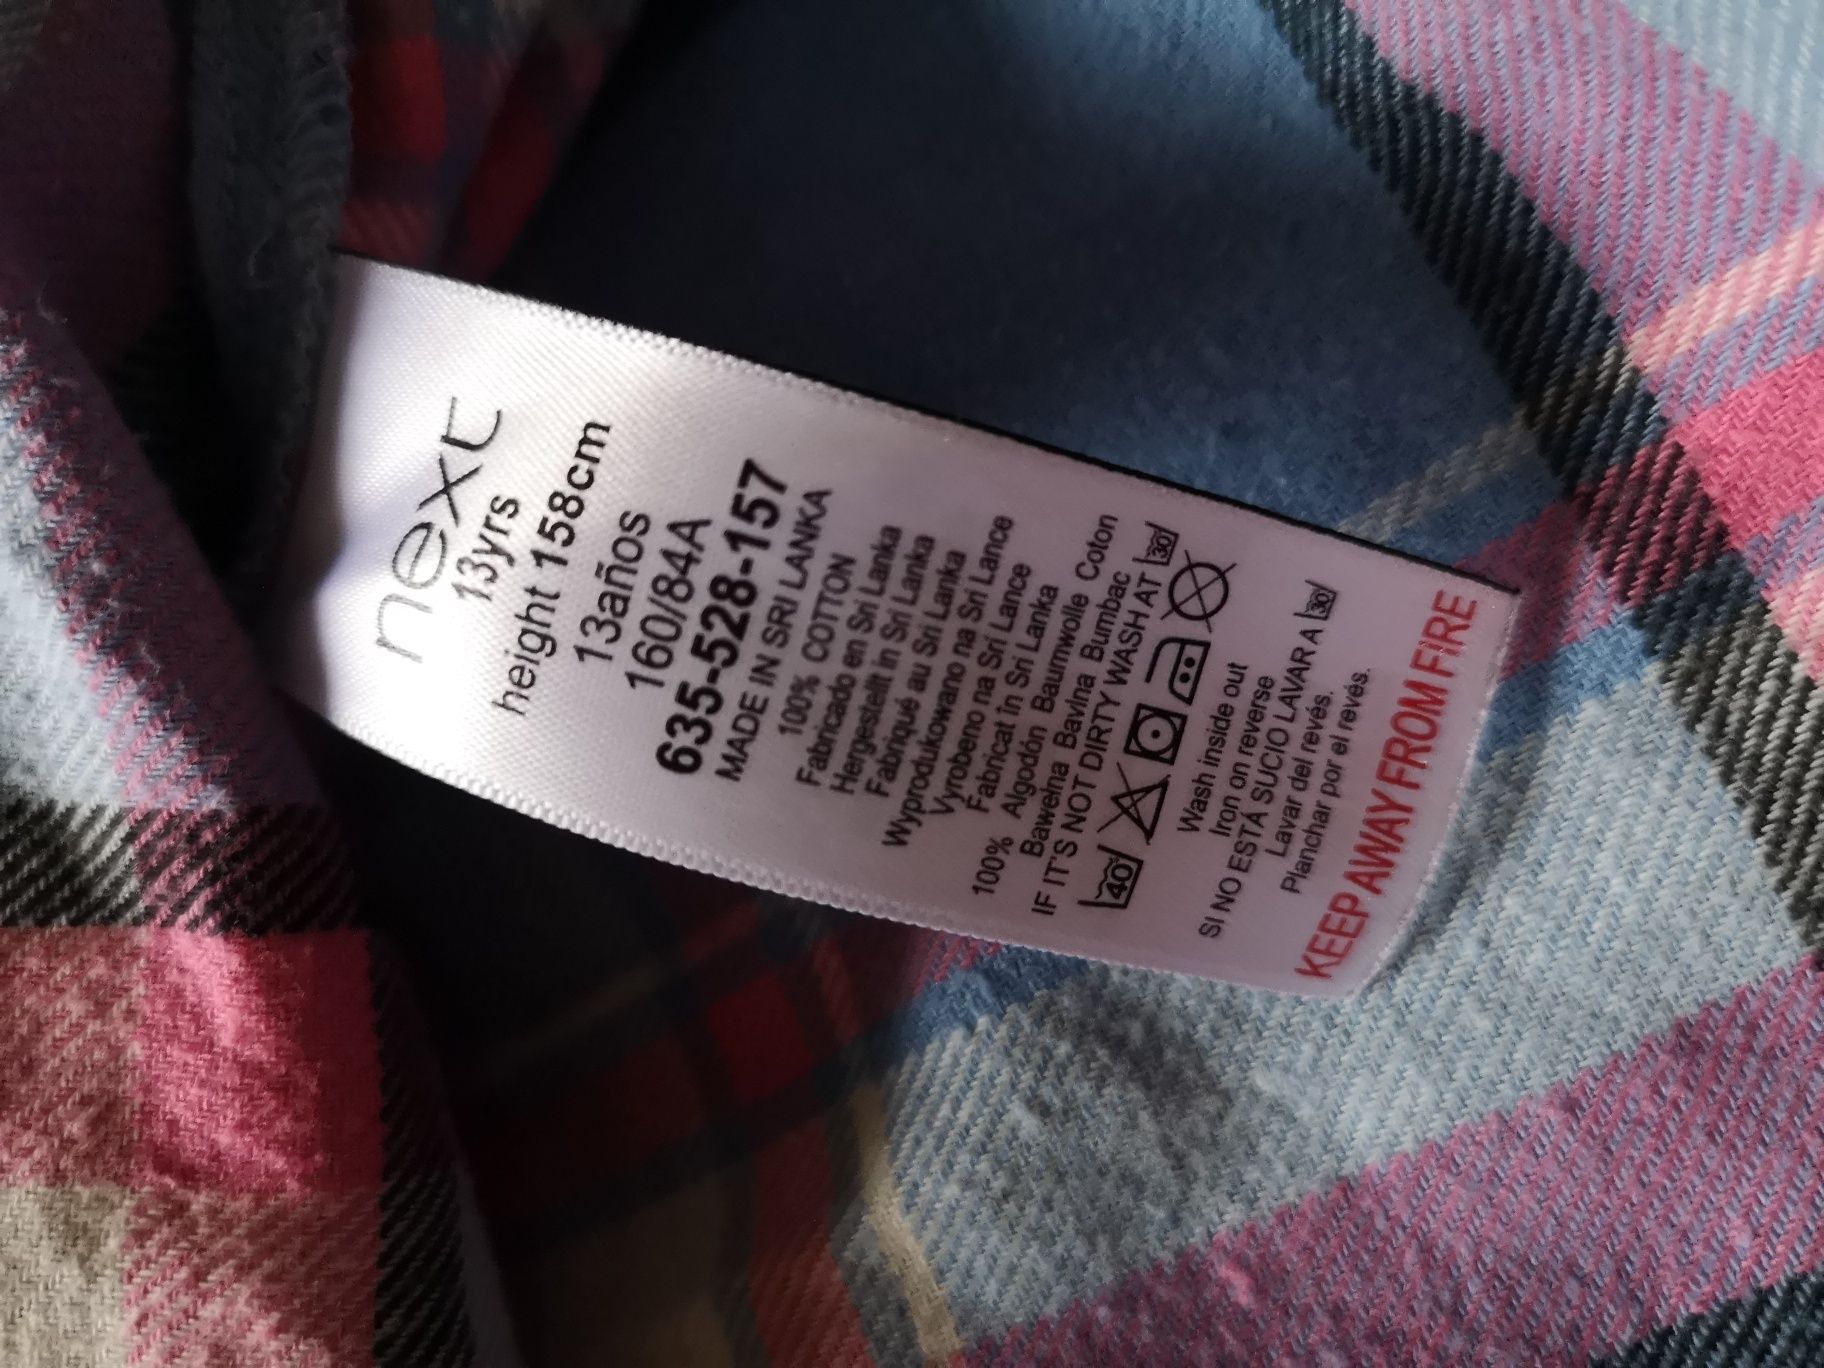 next
13yrs
height 158cm
13años
160/84A
635-528-157
MADE IN SRI LANKA
100% COTTON
Fabricado en Sri Lanka
Hergestellt in Sri Lanka
Fabriqué au Sri Lanka
Wyprodukowano na Sri Lance
Vyrobeno na Srí Lance
Fabricat in Sri Lanka
100% Algodón Baumwolle Coton
Bawełna Bavlna Bumbac
IF IT'S NOT DIRTY WASH AT 30
40
Wash inside out
Iron on reverse
SI NO ESTÁ SUCIO LAVAR A 30
Lavar del revés.
Planchar por el revés.
KEEP AWAY FROM FIRE